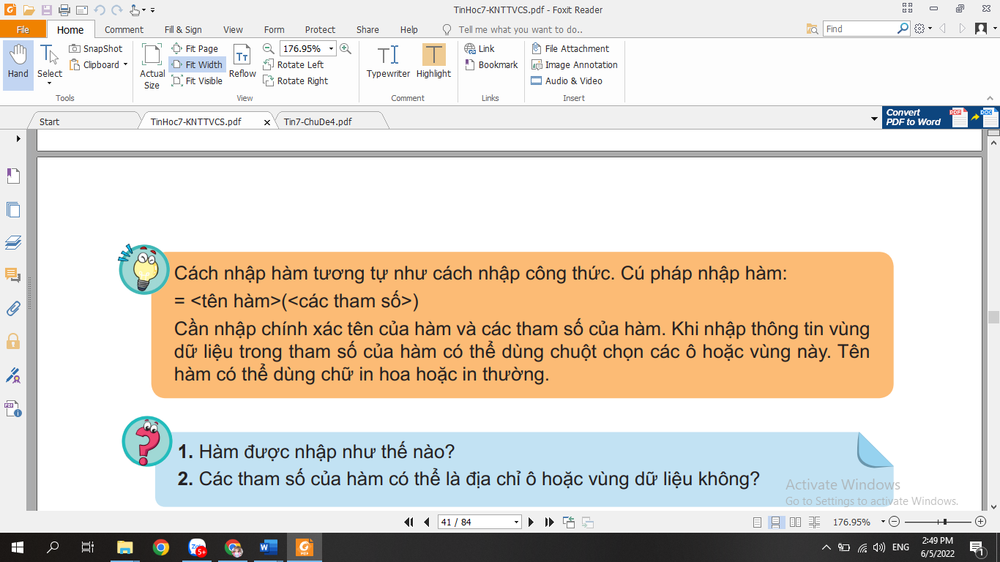 TinHoc7-KNTTVCS.pdf - Foxit Reader
File Home Comment Fill & Sign View Form Protect Share Help Tell me what you want to do.. Find
Hand
Select
SnapShot
Clipboard
Tools
Actual Size
Fit Page
Fit Width
Fit Visible
Reflow
176.95%
Rotate Left
Rotate Right
View
Typewriter
Highlight
Comment
Link
Bookmark
Links
File Attachment
Image Annotation
Audio & Video
Insert
Start TinHoc7-KNTTVCS.pdf Tin7-ChuDe4.pdf
Convert
PDF to Word
PDF DOC
Cách nhập hàm tương tự như cách nhập công thức. Cú pháp nhập hàm:
= <tên hàm>(<các tham số>)
Cần nhập chính xác tên của hàm và các tham số của hàm. Khi nhập thông tin vùng
dữ liệu trong tham số của hàm có thể dùng chuột chọn các ô hoặc vùng này. Tên
hàm có thể dùng chữ in hoa hoặc in thường.
1. Hàm được nhập như thế nào?
2. Các tham số của hàm có thể là địa chỉ ô hoặc vùng dữ liệu không?
Activate Windows
Go to Settings to activate Windows.
41 / 84
176.95%
Zalo 5+
PDF
ENG
2:49 PM
6/5/2022
1